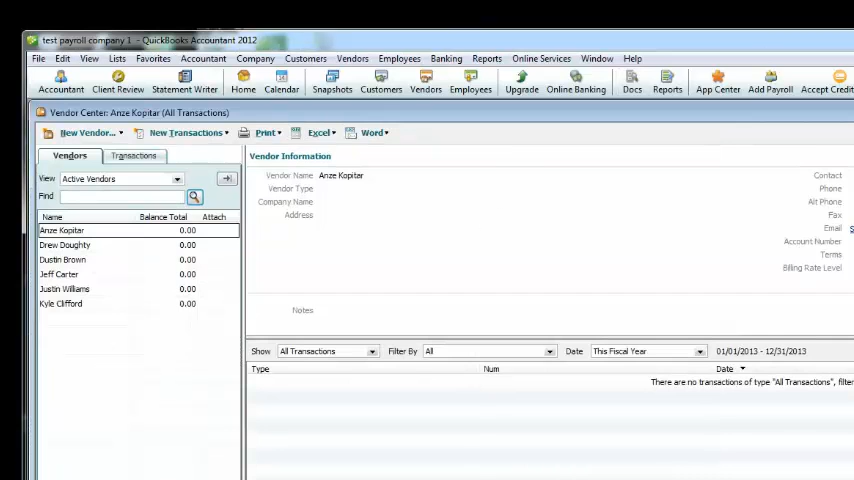 test payroll company 1 - QuickBooks Accountant 2012
File Edit View Lists Favorites Accountant Company Customers Vendors Employees Banking Reports Online Services Window Help
Accountant Client Review Statement Writer Home Calendar Snapshots Customers Vendors Employees Upgrade Online Banking Docs Reports App Center Add Payroll Accept Credit
Vendor Center: Anze Kopitar (All Transactions)
New Vendor... New Transactions Print Excel Word
Vendors Transactions
Vendor Information
View Active Vendors
Find
Name Balance Total Attach
Anze Kopitar 0.00
Drew Doughty 0.00
Dustin Brown 0.00
Jeff Carter 0.00
Justin Williams 0.00
Kyle Clifford 0.00
Vendor Name Anze Kopitar
Vendor Type
Company Name
Address
Contact
Phone
Alt Phone
Fax
Email
Account Number
Terms
Billing Rate Level
Notes
Show All Transactions Filter By All Date This Fiscal Year 01/01/2013 - 12/31/2013
Type Num Date
There are no transactions of type "All Transactions", filter